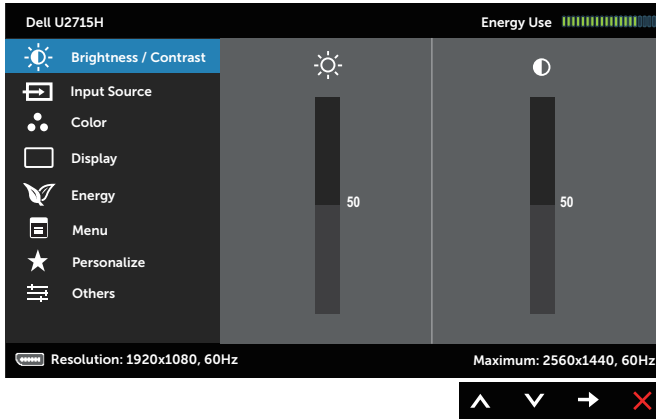 Dell U2715H Energy Use
Brightness / Contrast
Input Source
Color
Display
Energy
Menu
Personalize
Others
50 50
Resolution: 1920x1080, 60Hz Maximum: 2560x1440, 60Hz